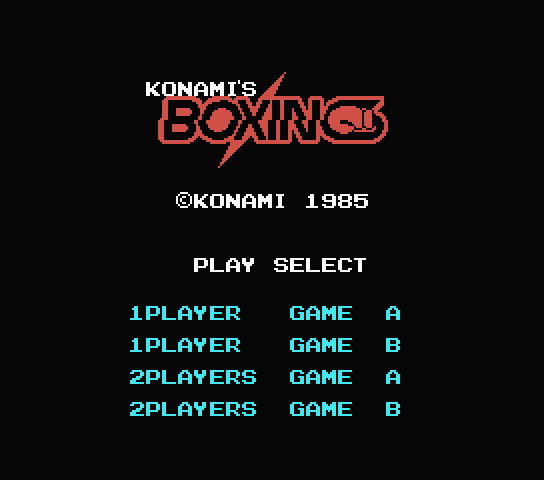 KONAMI'S
BOXING
©KONAMI 1985
PLAY SELECT
1PLAYER GAME A
1PLAYER GAME B
2PLAYERS GAME A
2PLAYERS GAME B